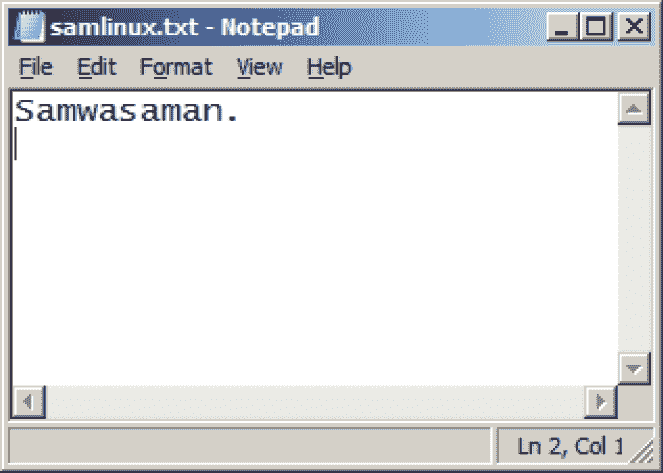 samlinux.txt - Notepad
File Edit Format View Help
Samwasaman.
Ln 2, Col 1